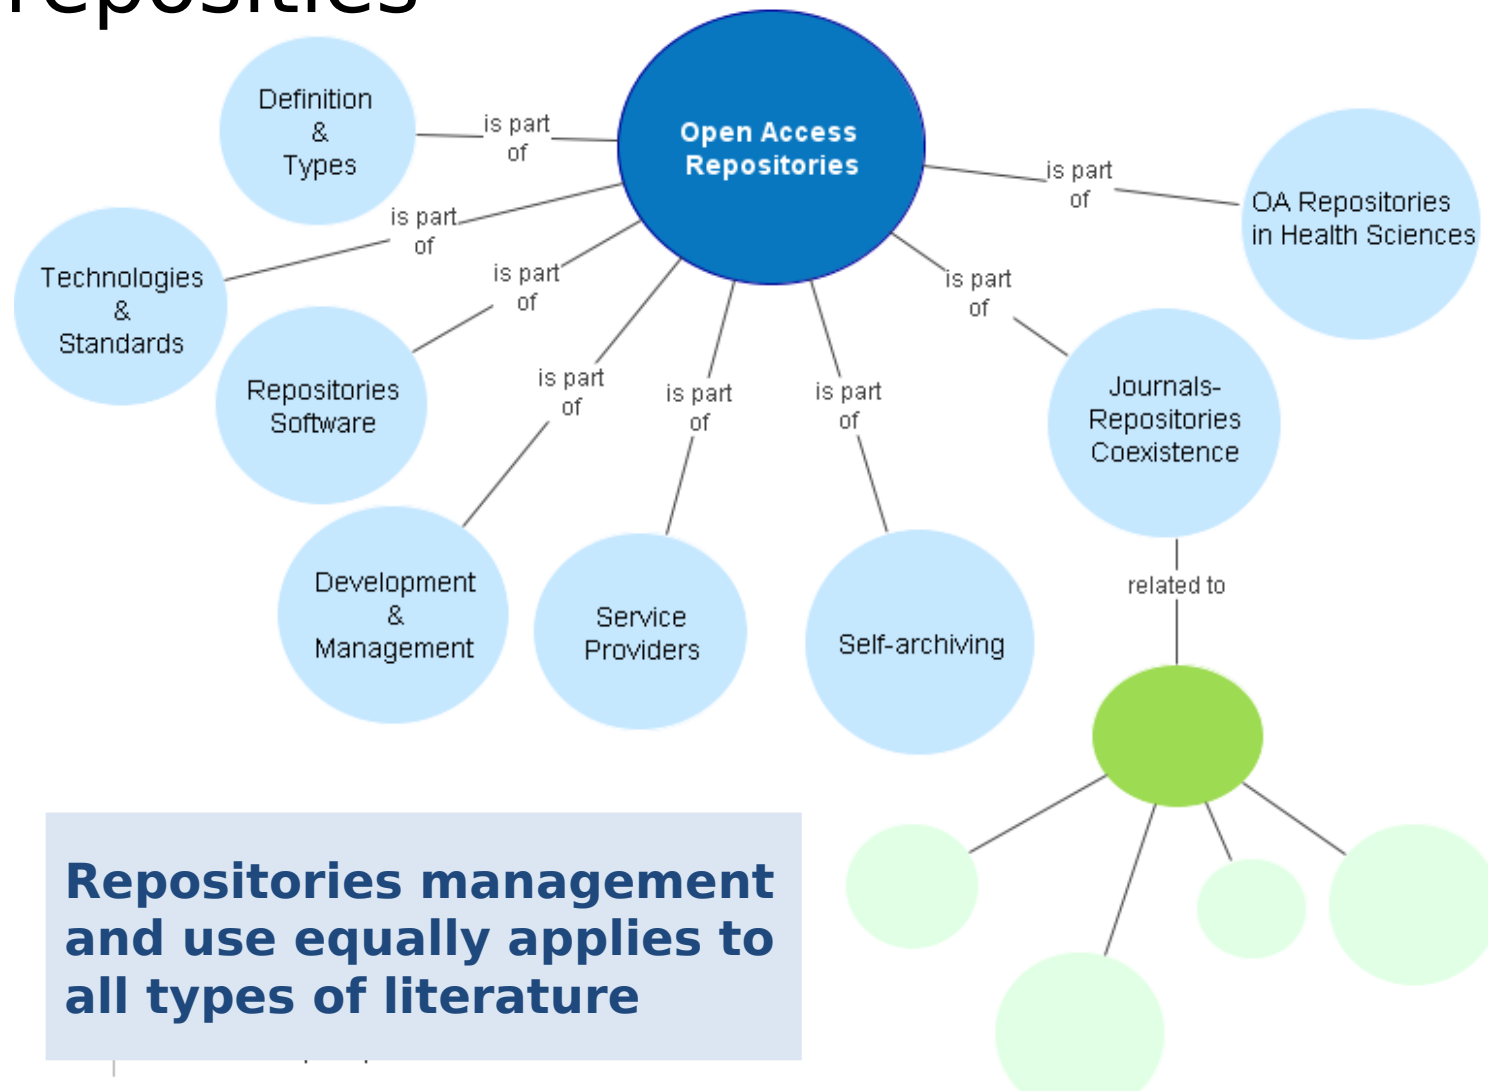 reposities
Definition
&
Types
is part
of
Open Access
Repositories
is part
of
OA Repositories
in Health Sciences
is part
of
Technologies
&
Standards
is part
of
Repositories
Software
is part
of
Journals-
Repositories
Coexistence
is part
of
is part
of
is part
of
Development
&
Management
Service
Providers
Self-archiving
related to
Repositories management
and use equally applies to
all types of literature